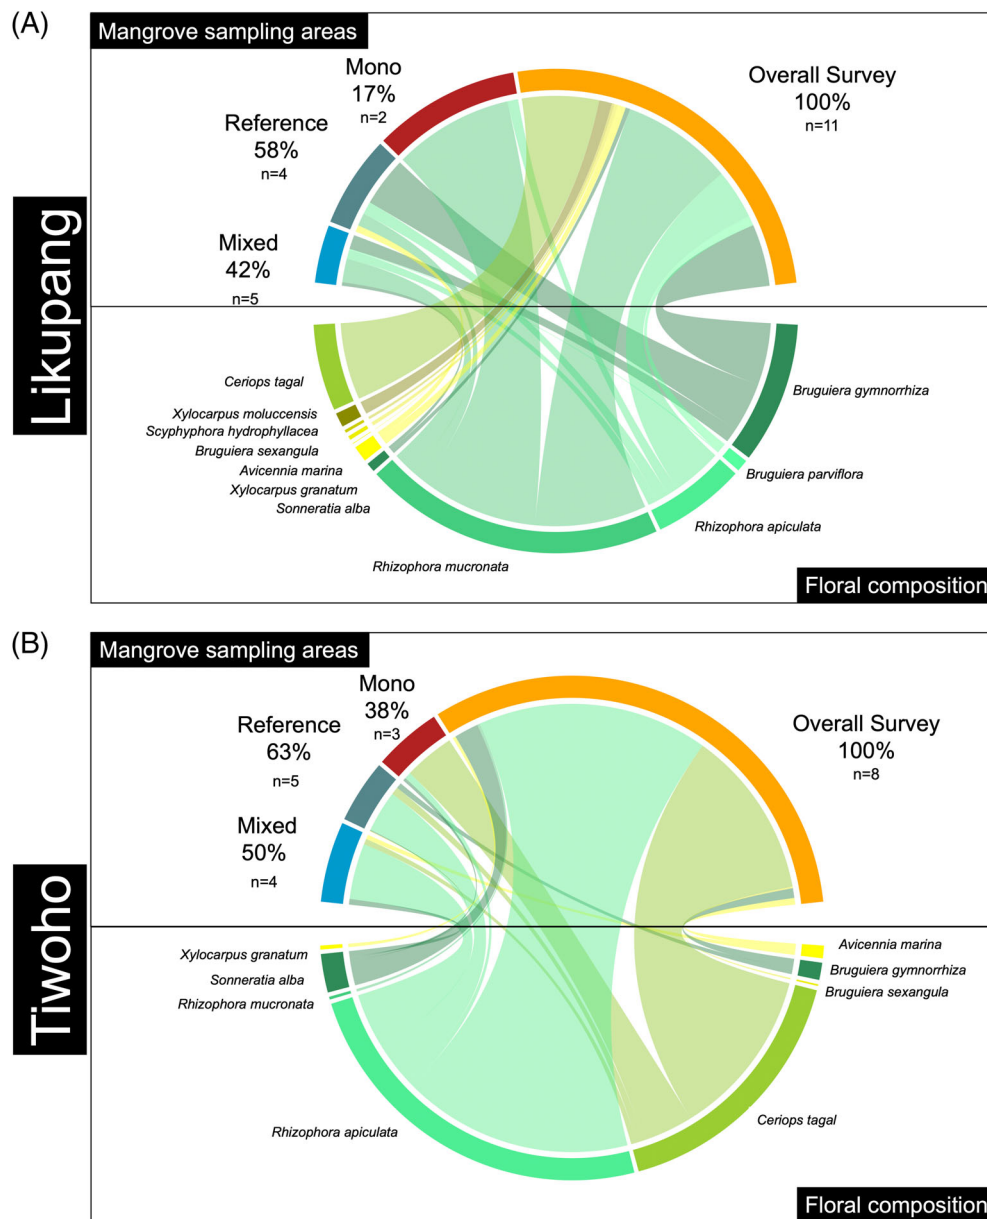 (A)
Mangrove sampling areas
Likupang
Mono
17%
n=2
Reference
58%
n=4
Mixed
42%
n=5
Overall Survey
100%
n=11
Ceriops tagal
Xylocarpus moluccensis
Scyphyphora hydrophyllacea
Bruguiera sexangula
Avicennia marina
Xylocarpus granatum
Sonneratia alba
Rhizophora mucronata
Bruguiera gymnorrhiza
Bruguiera parviflora
Rhizophora apiculata
Floral composition
(B)
Mangrove sampling areas
Tiwoho
Mono
38%
n=3
Reference
63%
n=5
Mixed
50%
n=4
Overall Survey
100%
n=8
Xylocarpus granatum
Sonneratia alba
Rhizophora mucronata
Rhizophora apiculata
Avicennia marina
Bruguiera gymnorrhiza
Bruguiera sexangula
Ceriops tagal
Floral composition